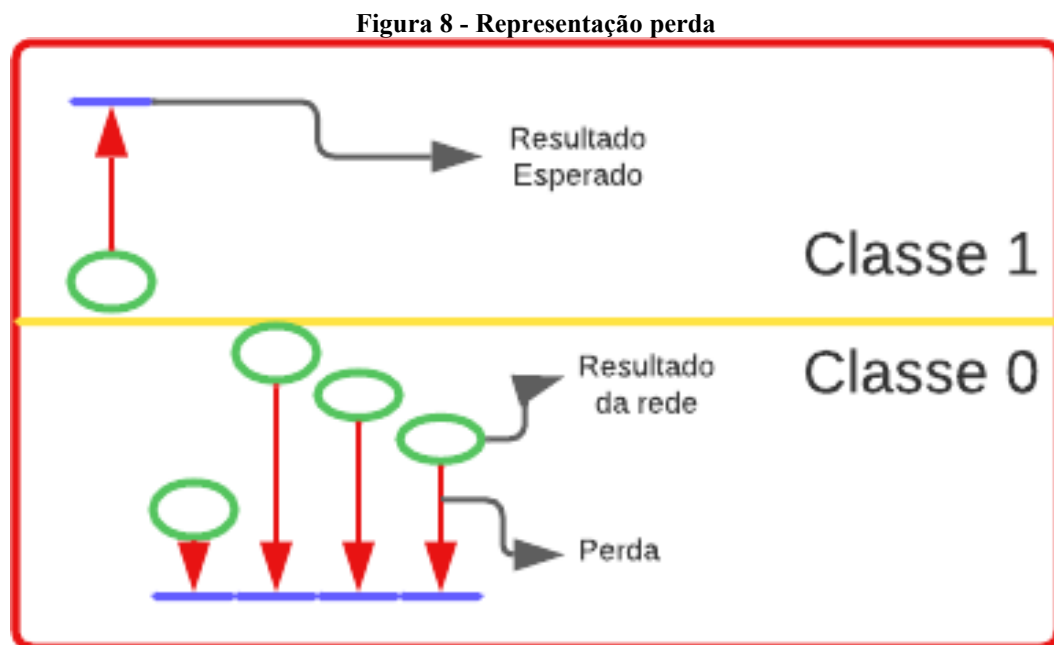 Figura 8 - Representação perda
Resultado
Esperado
Classe 1
Classe 0
Resultado
da rede
Perda